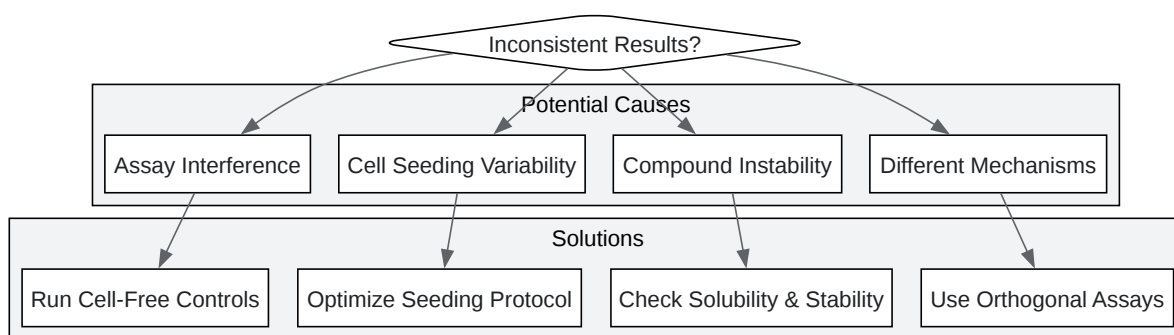 Inconsistent Results?
Potential Causes
Assay Interference
Cell Seeding Variability
Compound Instability
Different Mechanisms
Solutions
Run Cell-Free Controls
Optimize Seeding Protocol
Check Solubility & Stability
Use Orthogonal Assays